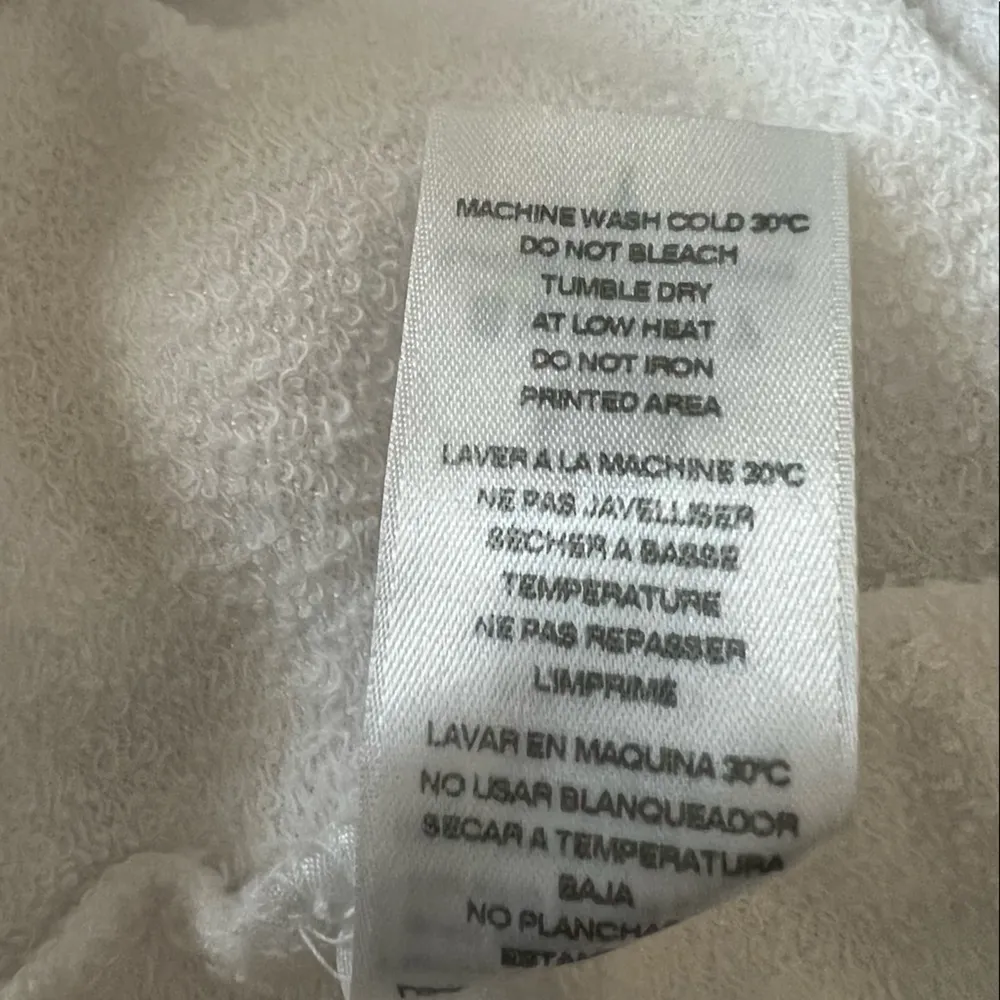 MACHINE WASH COLD 30°C
DO NOT BLEACH
TUMBLE DRY
AT LOW HEAT
DO NOT IRON
PRINTED AREA
LAVER A LA MACHINE 30°C
NE PAS JAVELLISER
SECHER A BASSE
TEMPERATURE
NE PAS REPASSER
L'IMPRIME
LAVAR EN MAQUINA 30°C
NO USAR BLANQUEADOR
SECAR A TEMPERATURA
BAJA
NO